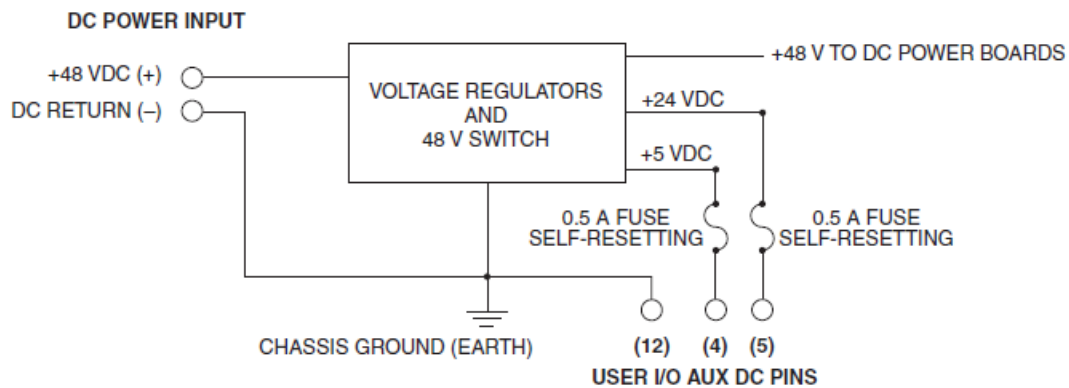 DC POWER INPUT
+48 VDC (+)
DC RETURN (–)
VOLTAGE REGULATORS
AND
48 V SWITCH
+48 V TO DC POWER BOARDS
+24 VDC
+5 VDC
0.5 A FUSE
SELF-RESETTING
0.5 A FUSE
SELF-RESETTING
CHASSIS GROUND (EARTH)
(12) (4) (5)
USER I/O AUX DC PINS